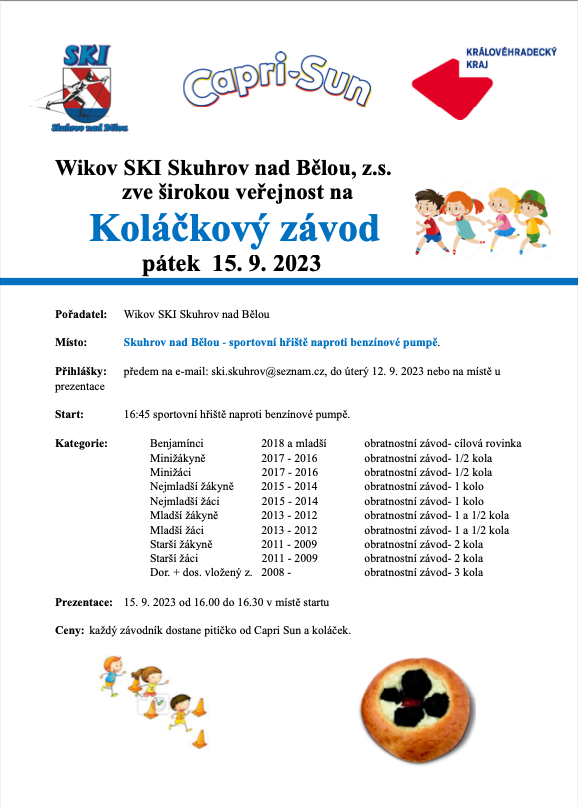 SKI
Skuhrov nad Bělou
Capri-Sun
KRÁLOVÉHRADECKÝ
KRAJ
Wikov SKI Skuhrov nad Bělou, z.s.
zve širokou veřejnost na
Koláčkový závod
pátek 15. 9. 2023
Pořadatel: Wikov SKI Skuhrov nad Bělou
Místo: Skuhrov nad Bělou - sportovní hřiště naproti benzínové pumpě.
Přihlášky: předem na e-mail: ski.skuhrov@seznam.cz, do úterý 12. 9. 2023 nebo na místě u
prezentace
Start: 16:45 sportovní hřiště naproti benzínové pumpě.
Kategorie: Benjamínci 2018 a mladší obratnostní závod- cílová rovinka
Minižákyně 2017 - 2016 obratnostní závod- 1/2 kola
Minižáci 2017 - 2016 obratnostní závod- 1/2 kola
Nejmladší žákyně 2015 - 2014 obratnostní závod- 1 kolo
Nejmladší žáci 2015 - 2014 obratnostní závod- 1 kolo
Mladší žákyně 2013 - 2012 obratnostní závod- 1 a 1/2 kola
Mladší žáci 2013 - 2012 obratnostní závod- 1 a 1/2 kola
Starší žákyně 2011 - 2009 obratnostní závod- 2 kola
Starší žáci 2011 - 2009 obratnostní závod- 2 kola
Dor. + dos. vložený z. 2008 - obratnostní závod- 3 kola
Prezentace: 15. 9. 2023 od 16.00 do 16.30 v místě startu
Ceny: každý závodník dostane pitíčko od Capri Sun a koláček.